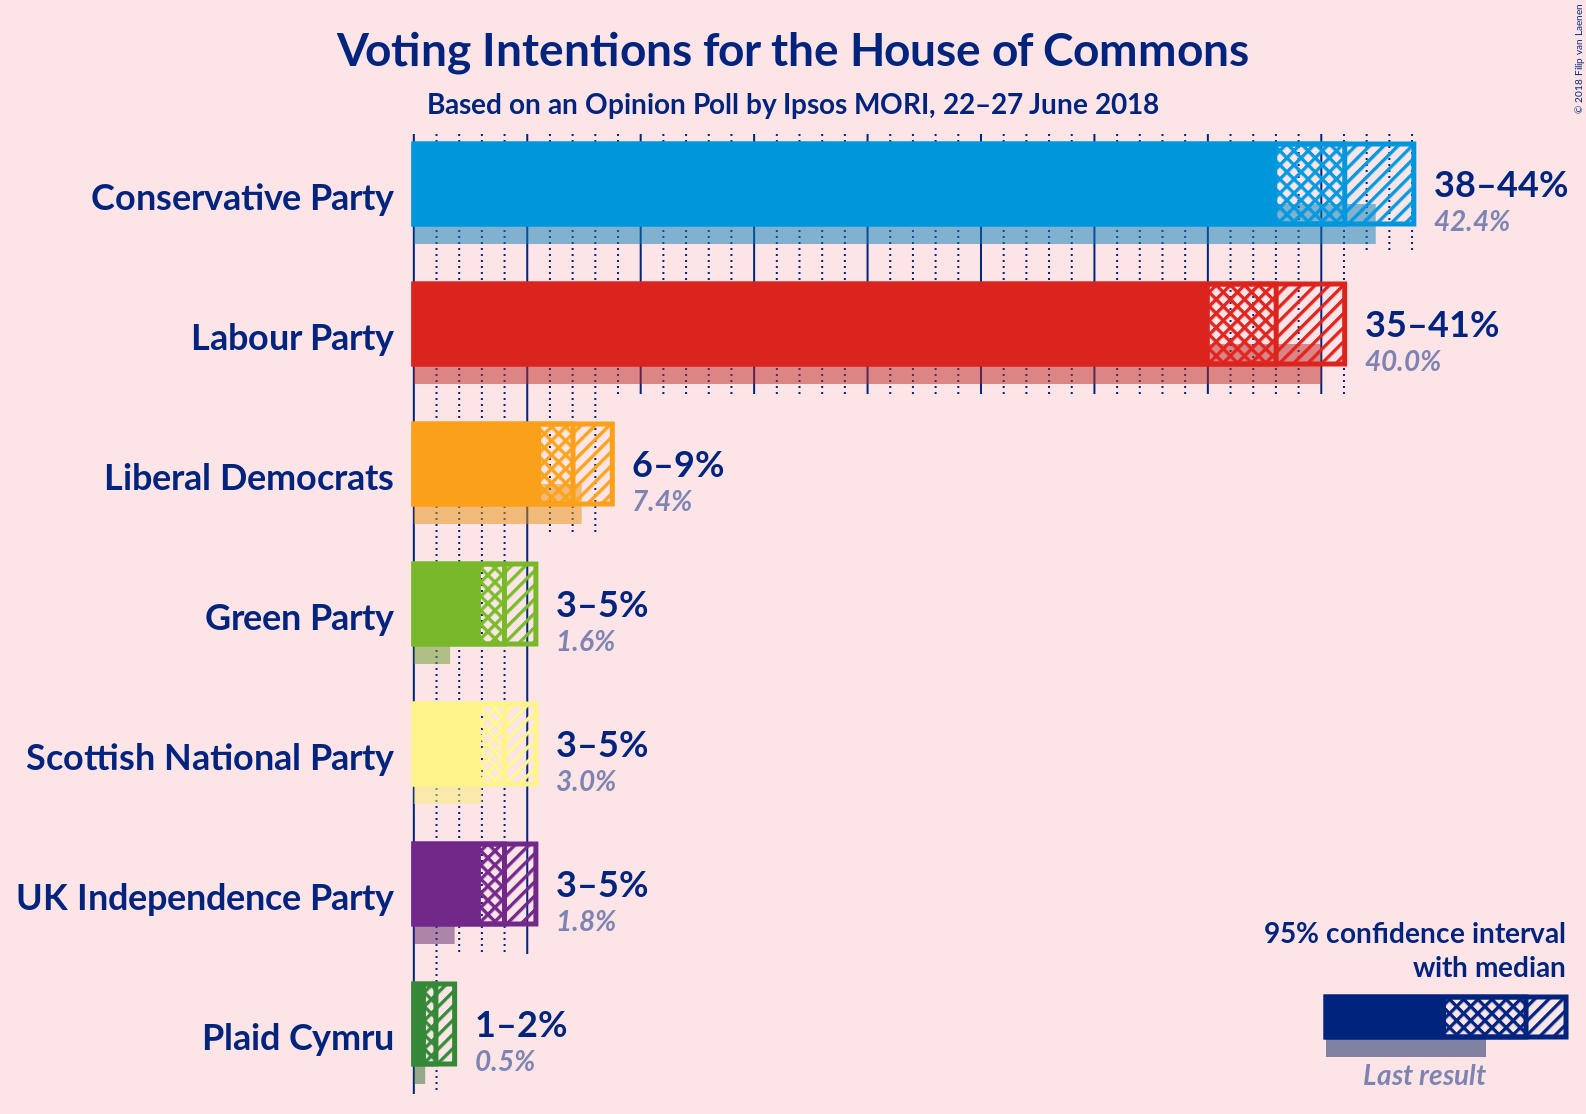 Voting Intentions for the House of Commons
Based on an Opinion Poll by Ipsos MORI, 22–27 June 2018
© 2018 Filip van Laenen
Conservative Party
38–44%
42.4%
Labour Party
35–41%
40.0%
Liberal Democrats
6–9%
7.4%
Green Party
3–5%
1.6%
Scottish National Party
3–5%
3.0%
UK Independence Party
3–5%
1.8%
Plaid Cymru
1–2%
0.5%
95% confidence interval
with median
Last result